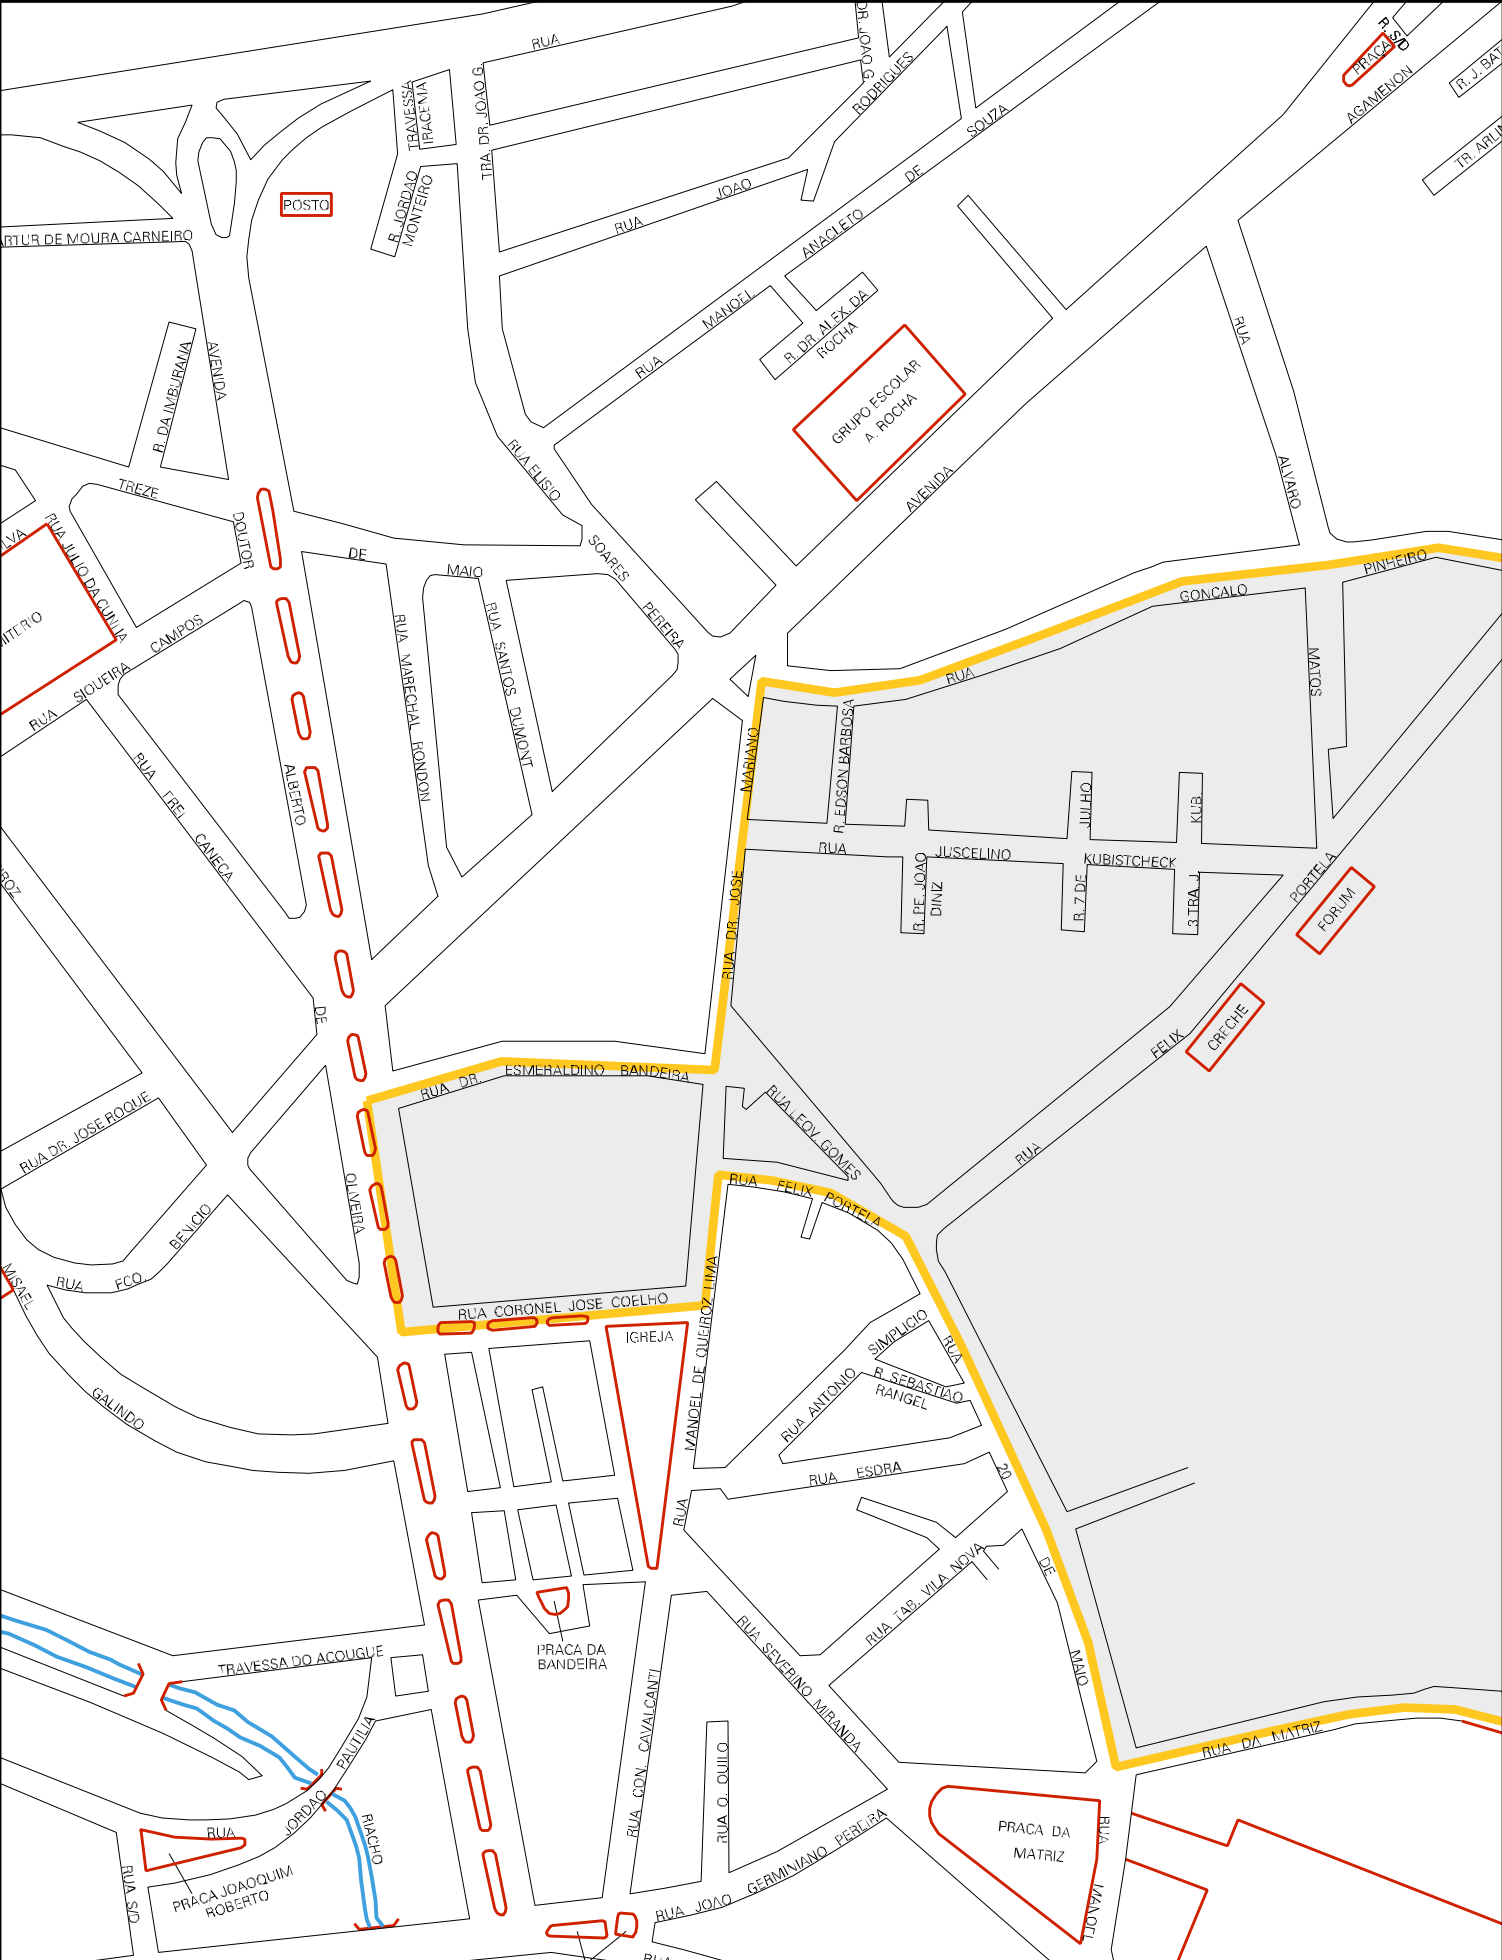 RUA
DR. JOAO G.
RODRIGUES
R. S/D
PRACA
AGAMENON
R. J. BAT
TR. ARLIN
TRAVESSA
IRACEMA
TRA. DR. JOAO G.
SOUZA
DE
POSTO
R. JORDAO
MONTEIRO
JOAO
RUA
ANACLETO
ARTUR DE MOURA CARNEIRO
MANOEL
RUA
R. DR. ALEX. DA
ROCHA
RUA
R. DA IMBURANA
AVENIDA
GRUPO ESCOLAR
A. ROCHA
RUA ELISIO
AVENIDA
ALVARO
TREZE
DOUTOR
RUA JULIO DA CUNHA
LVA
DE
MAIO
SOARES
PEREIRA
PINHEIRO
GONCALO
MITERIO
CAMPOS
SIQUEIRA
RUA
RUA MARECHAL RONDON
RUA SANTOS DUMONT
RUA
MATOS
RUA FREI CANECA
ALBERTO
MARIANO
R. EDSON BARBOSA
JULHO
KUB.
RUA
JUSCELINO
KUBISTCHECK
PORTELA
ROZ
R. PE. JOAO
DINIZ
R. 7 DE
3 TRA. J.
FORUM
RUA DR. JOSE
DE
CRECHE
FELIX
RUA DR. ESMERALDINO BANDEIRA
RUA LEOV. GOMES
RUA
RUA DR. JOSE ROQUE
OLIVEIRA
RUA FELIX PORTELA
BENICIO
FCO.
RUA
MISAEL
RUA CORONEL JOSE COELHO
IGREJA
MANOEL DE QUEIROZ LIMA
SIMPLICIO
RUA
R. SEBASTIAO
RANGEL
RUA ANTONIO
GALINDO
RUA ESDRA
20
RUA
RUA TAB. VILA NOVA
DE
MAIO
PRACA DA
BANDEIRA
TRAVESSA DO ACOUGUE
RUA SEVERINO MIRANDA
RUA CON. CAVALCANTI
RUA DA MATRIZ
PAUTILIA
JORDAO
RUA
RIACHO
RUA O. QUILO
PRACA DA
MATRIZ
RUA
MANOEL
PRACA JOAOQUIM
ROBERTO
RUA S/D
RUA JOAO GERMINIANO PEREIRA
RUA